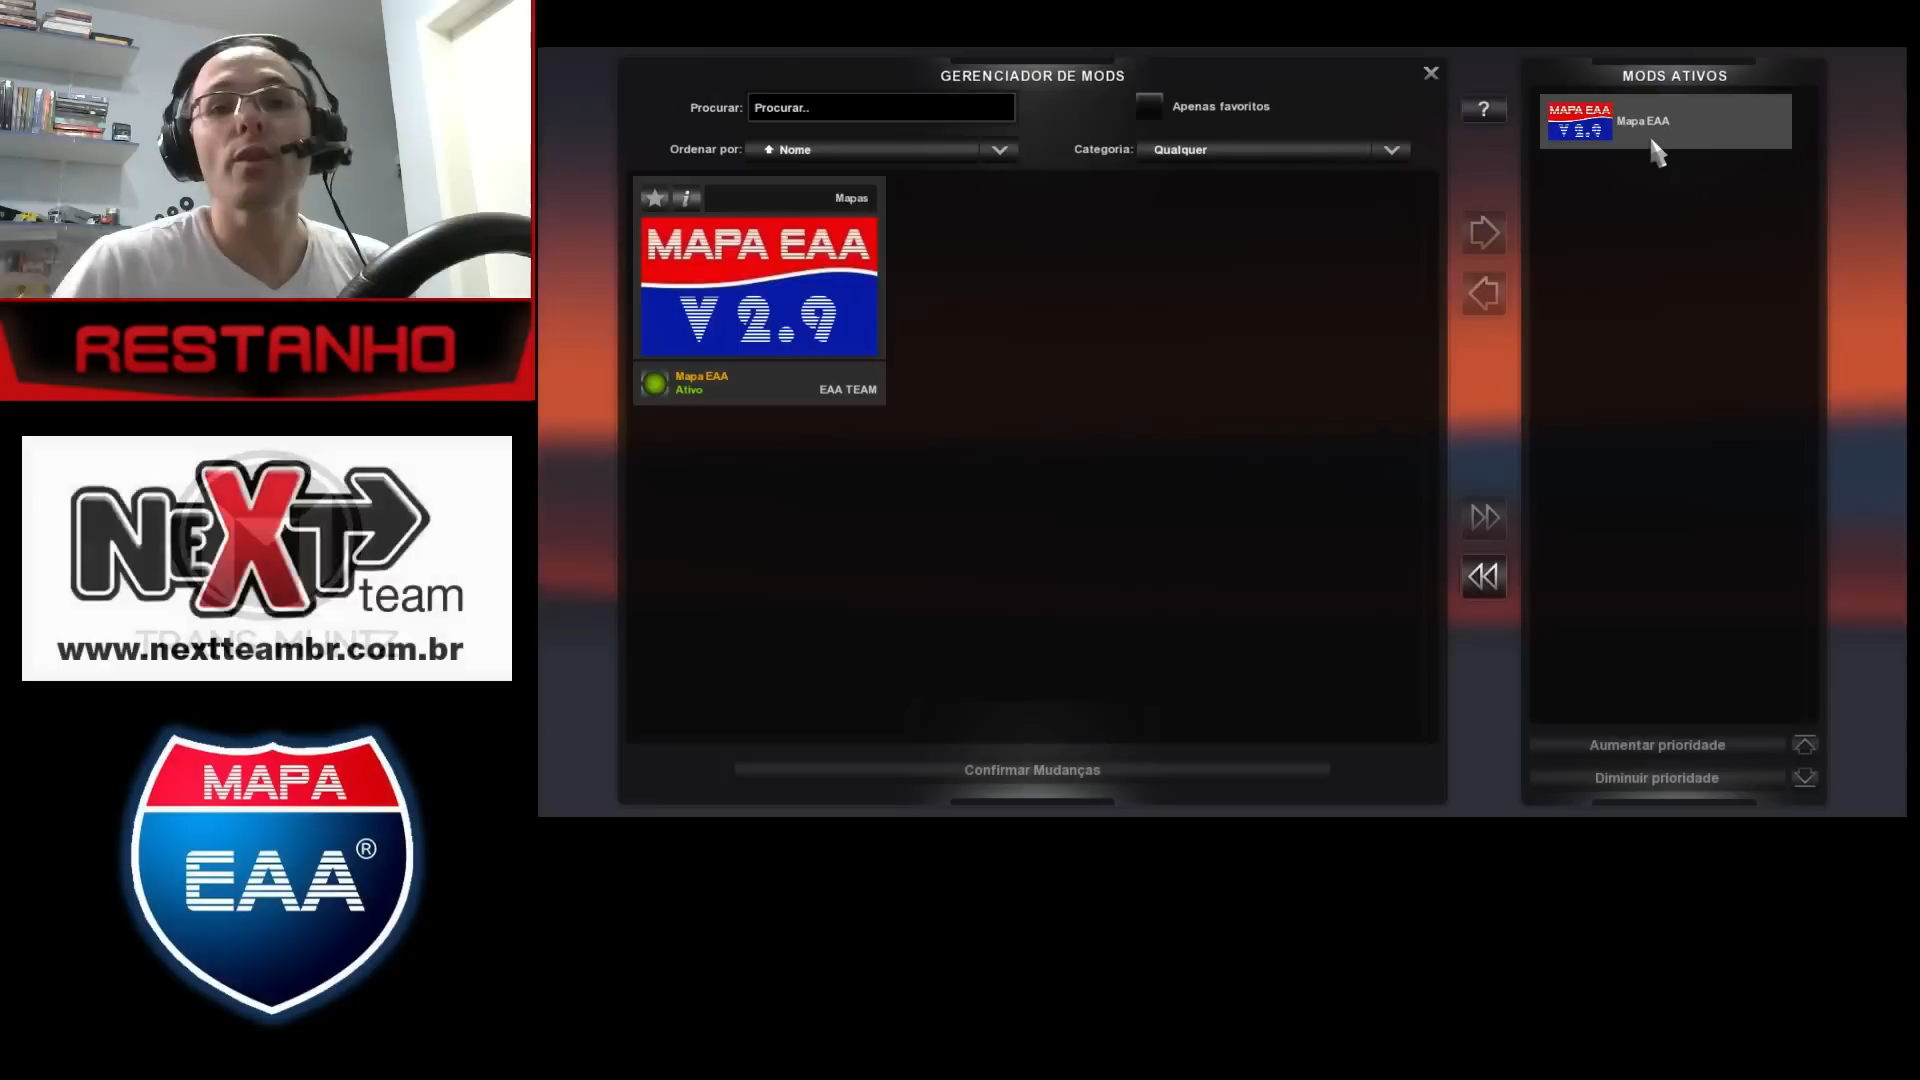 RESTANHO
NEXT
team
TRANS MUNTZ
www.nextteambr.com.br
MAPA
EAA®
GERENCIADOR DE MODS
Procurar: Procurar..
Apenas favoritos
Ordenar por: Nome
Categoria: Qualquer
i Mapas
MAPA EAA
V 2.9
Mapa EAA
Ativo EAA TEAM
Confirmar Mudanças
?
MODS ATIVOS
MAPA EAA
V 2.9
Mapa EAA
Aumentar prioridade
Diminuir prioridade